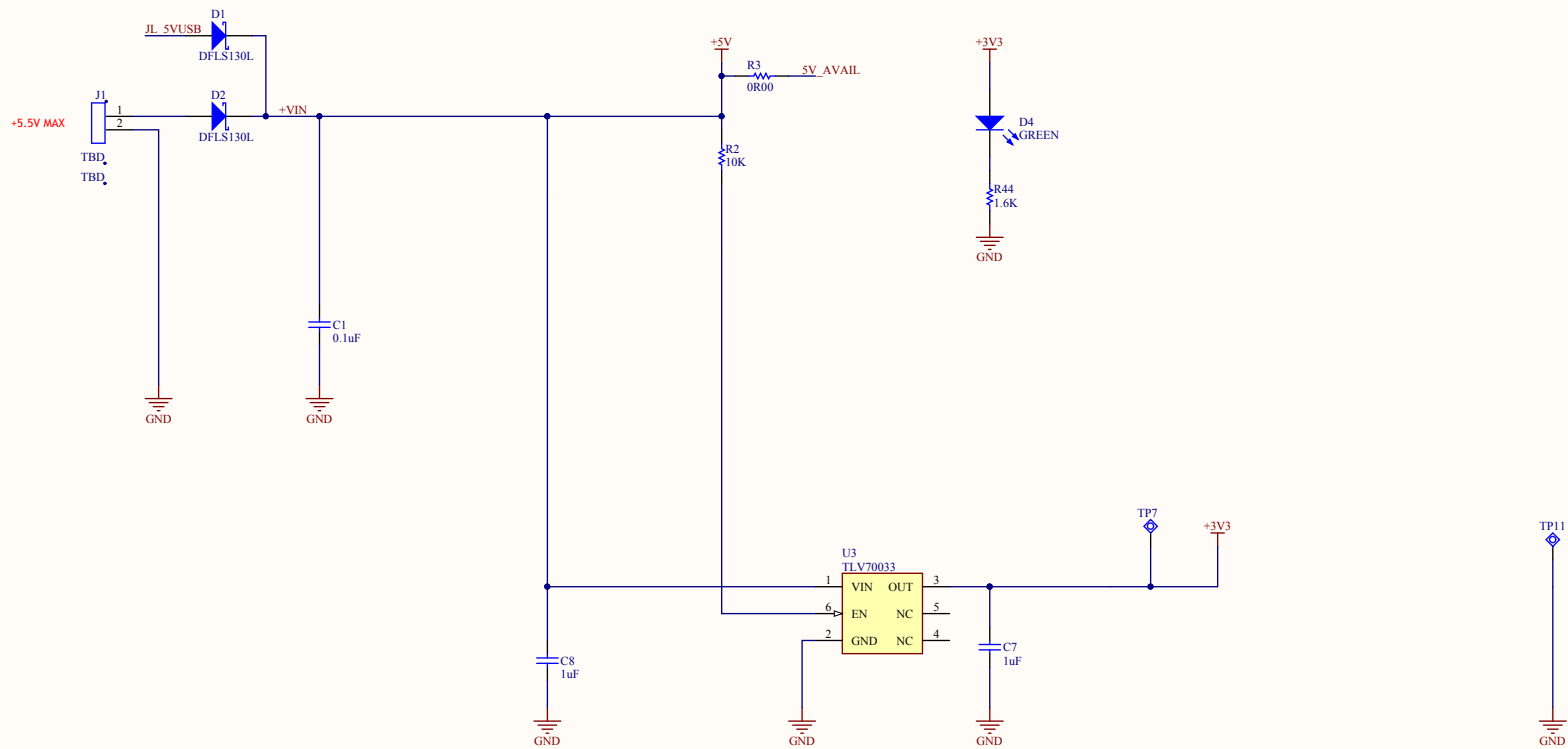 D1
JL_5VUSB
DFLS130L
J1
+5.5V MAX
1
2
TBD
TBD
D2
+VIN
DFLS130L
GND
C1
0.1uF
GND
+5V
R3
0R00
5V_AVAIL
R2
10K
+3V3
D4
GREEN
R44
1.6K
GND
C8
1uF
GND
U3
TLV70033
1
VIN
OUT
3
6
EN
NC
5
2
GND
NC
4
GND
C7
1uF
GND
TP7
+3V3
TP11
GND